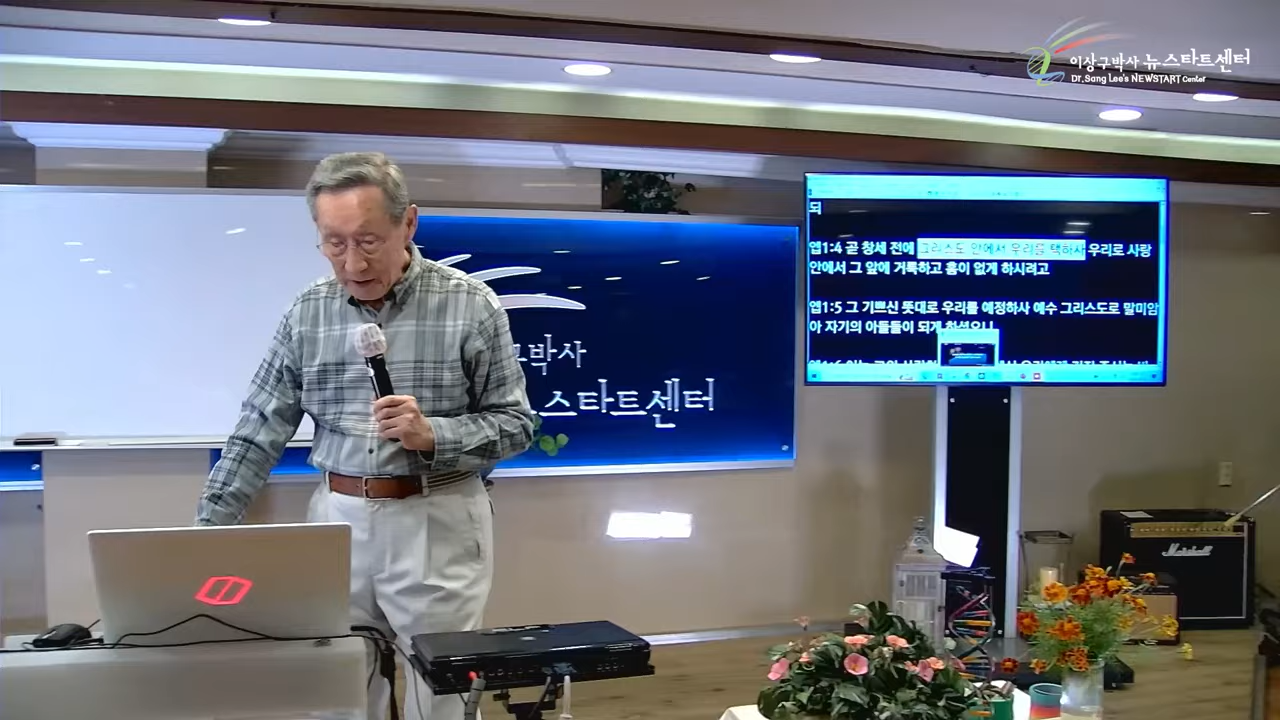 이상구박사 뉴스타트센터
Dr. Sang Lee's NEWSTART Center
되
엡1:4 곧 창세 전에 그리스도 안에서 우리를 택하사 우리로 사랑
안에서 그 앞에 거룩하고 흠이 없게 하시려고
엡1:5 그 기쁘신 뜻대로 우리를 예정하사 예수 그리스도로 말미암
아 자기의 아들들이 되게 하셨으니
구박사
스타트센터
Marshall